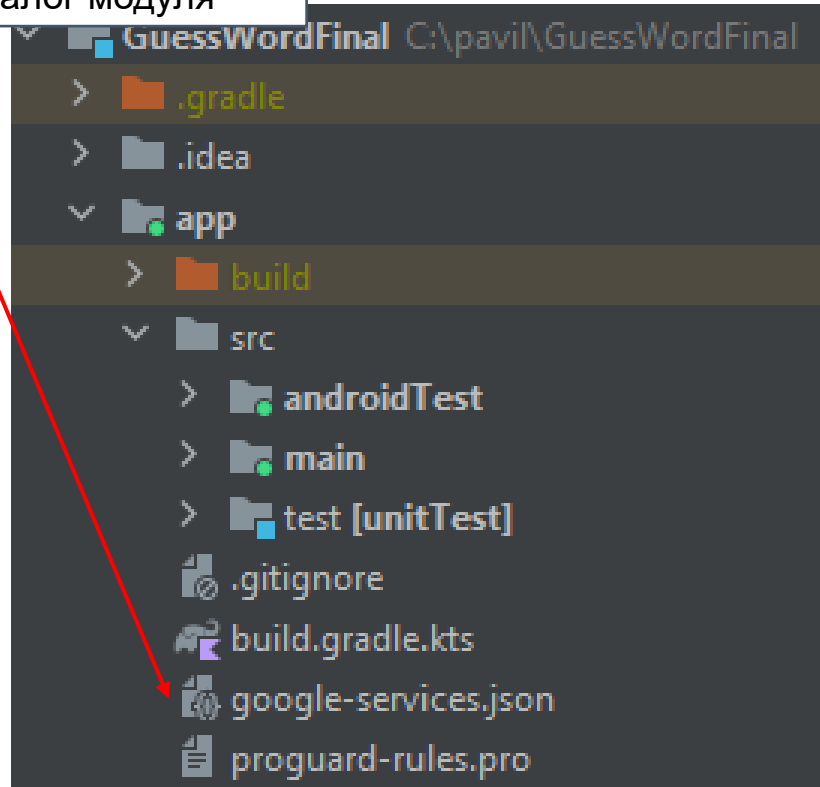 модуля
GuessWordFinal C:\pavil\GuessWordFinal
.gradle
.idea
app
build
src
androidTest
main
test [unitTest]
.gitignore
build.gradle.kts
google-services.json
proguard-rules.pro